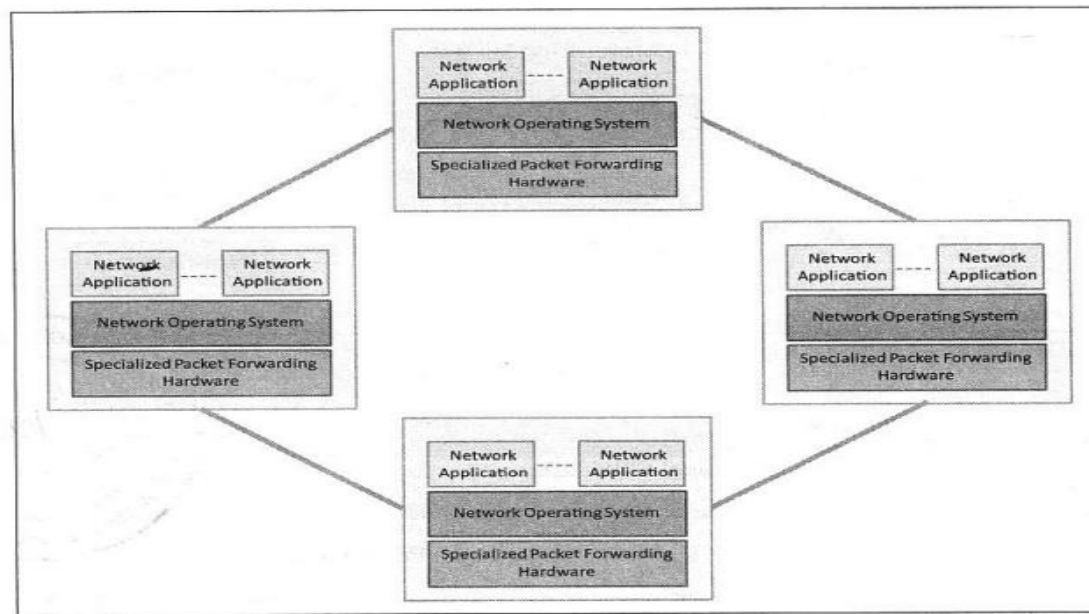 Network
Application
Network
Application
Network Operating System
Specialized Packet Forwarding
Hardware
Network
Application
Network
Application
Network Operating System
Specialized Packet Forwarding
Hardware
Network
Application
Network
Application
Network Operating System
Specialized Packet Forwarding
Hardware
Network
Application
Network
Application
Network Operating System
Specialized Packet Forwarding
Hardware